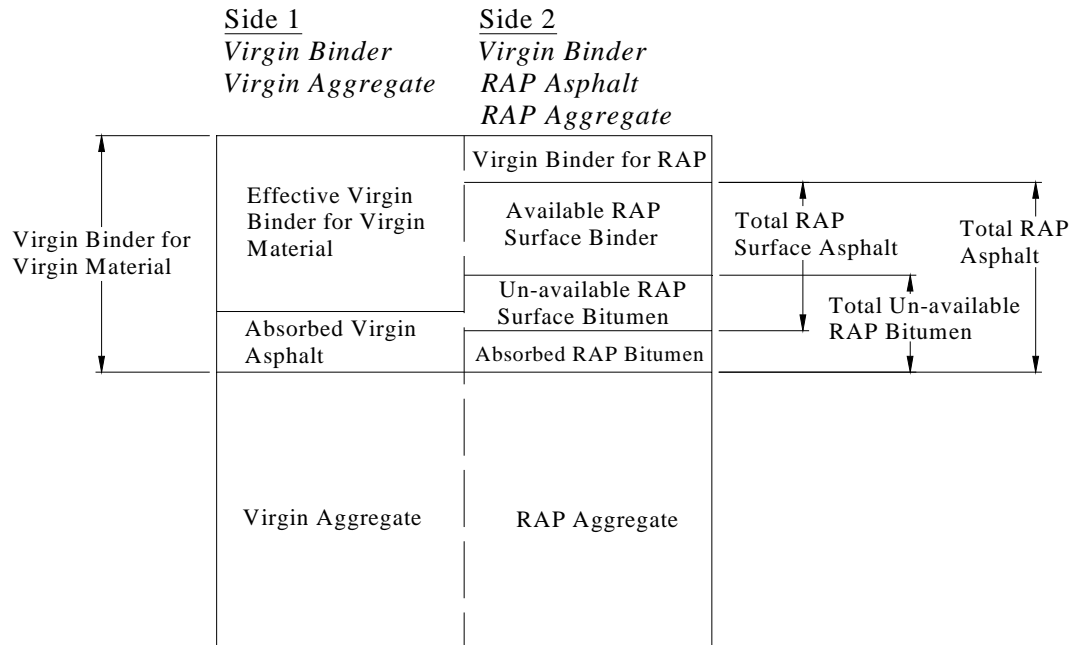 Side 1
Virgin Binder
Virgin Aggregate
Side 2
Virgin Binder
RAP Asphalt
RAP Aggregate
Virgin Binder for
Virgin Material
Effective Virgin
Binder for Virgin
Material
Absorbed Virgin
Asphalt
Virgin Aggregate
Virgin Binder for RAP
Available RAP
Surface Binder
Un-available RAP
Surface Bitumen
Absorbed RAP Bitumen
RAP Aggregate
Total RAP
Surface Asphalt
Total Un-available
RAP Bitumen
Total RAP
Asphalt